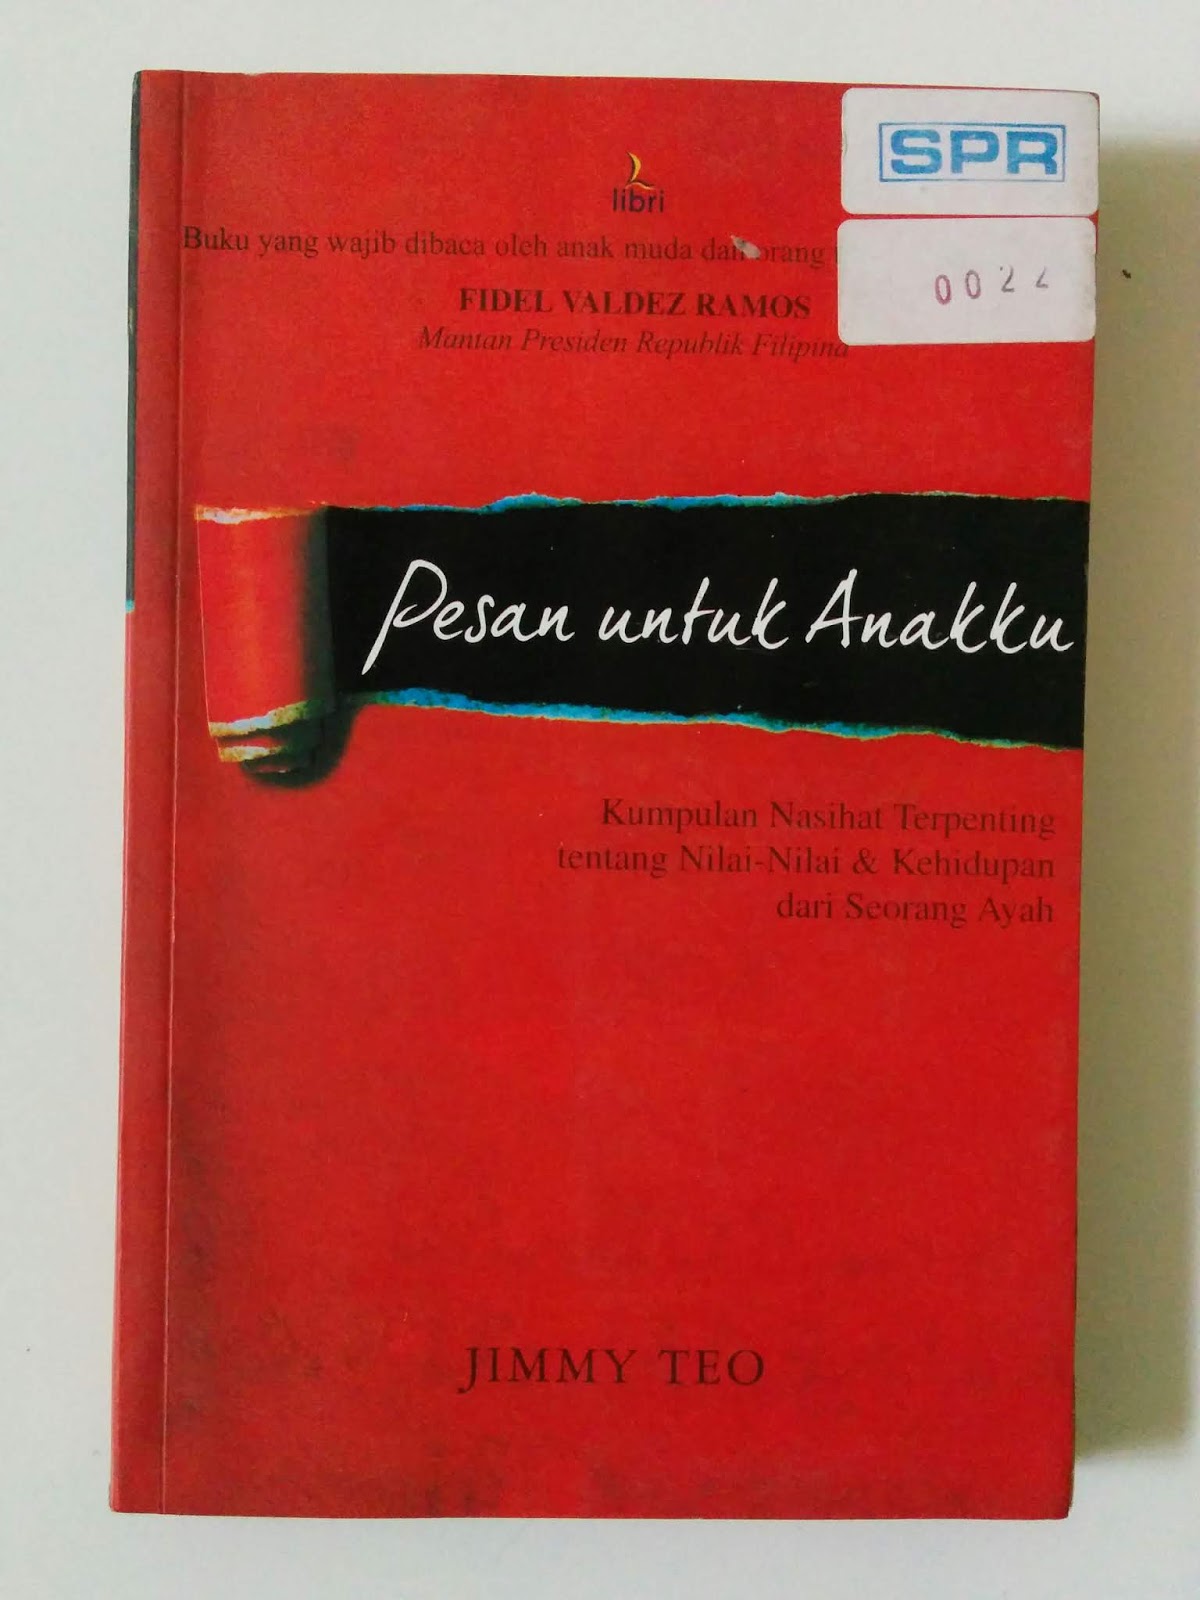 SPR
libri
Buku yang wajib dibaca oleh anak muda dan orang
0022
FIDEL VALDEZ RAMOS
Mantan Presiden Republik Filipina
Pesan untuk Anakku
Kumpulan Nasihat Terpenting
tentang Nilai-Nilai & Kehidupan
dari Seorang Ayah
JIMMY TEO